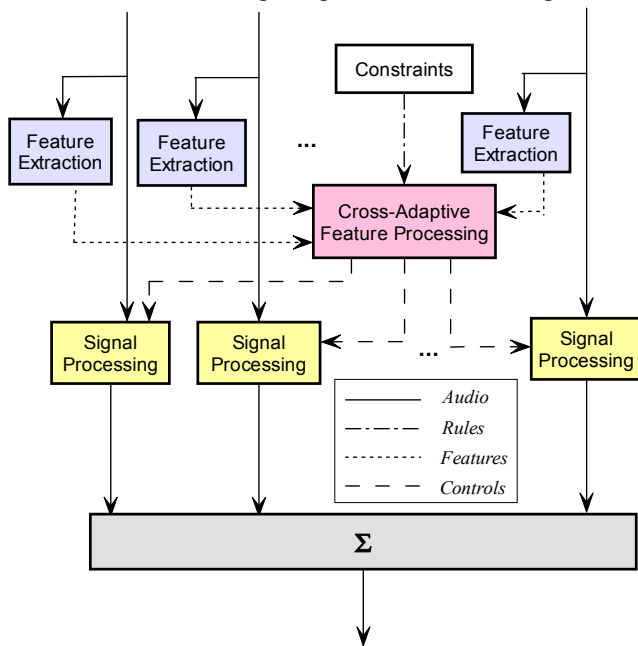 Constraints
Feature
Extraction
Feature
Extraction
...
Feature
Extraction
Cross-Adaptive
Feature Processing
Signal
Processing
Signal
Processing
...
Signal
Processing
Audio
Rules
Features
Controls
Σ